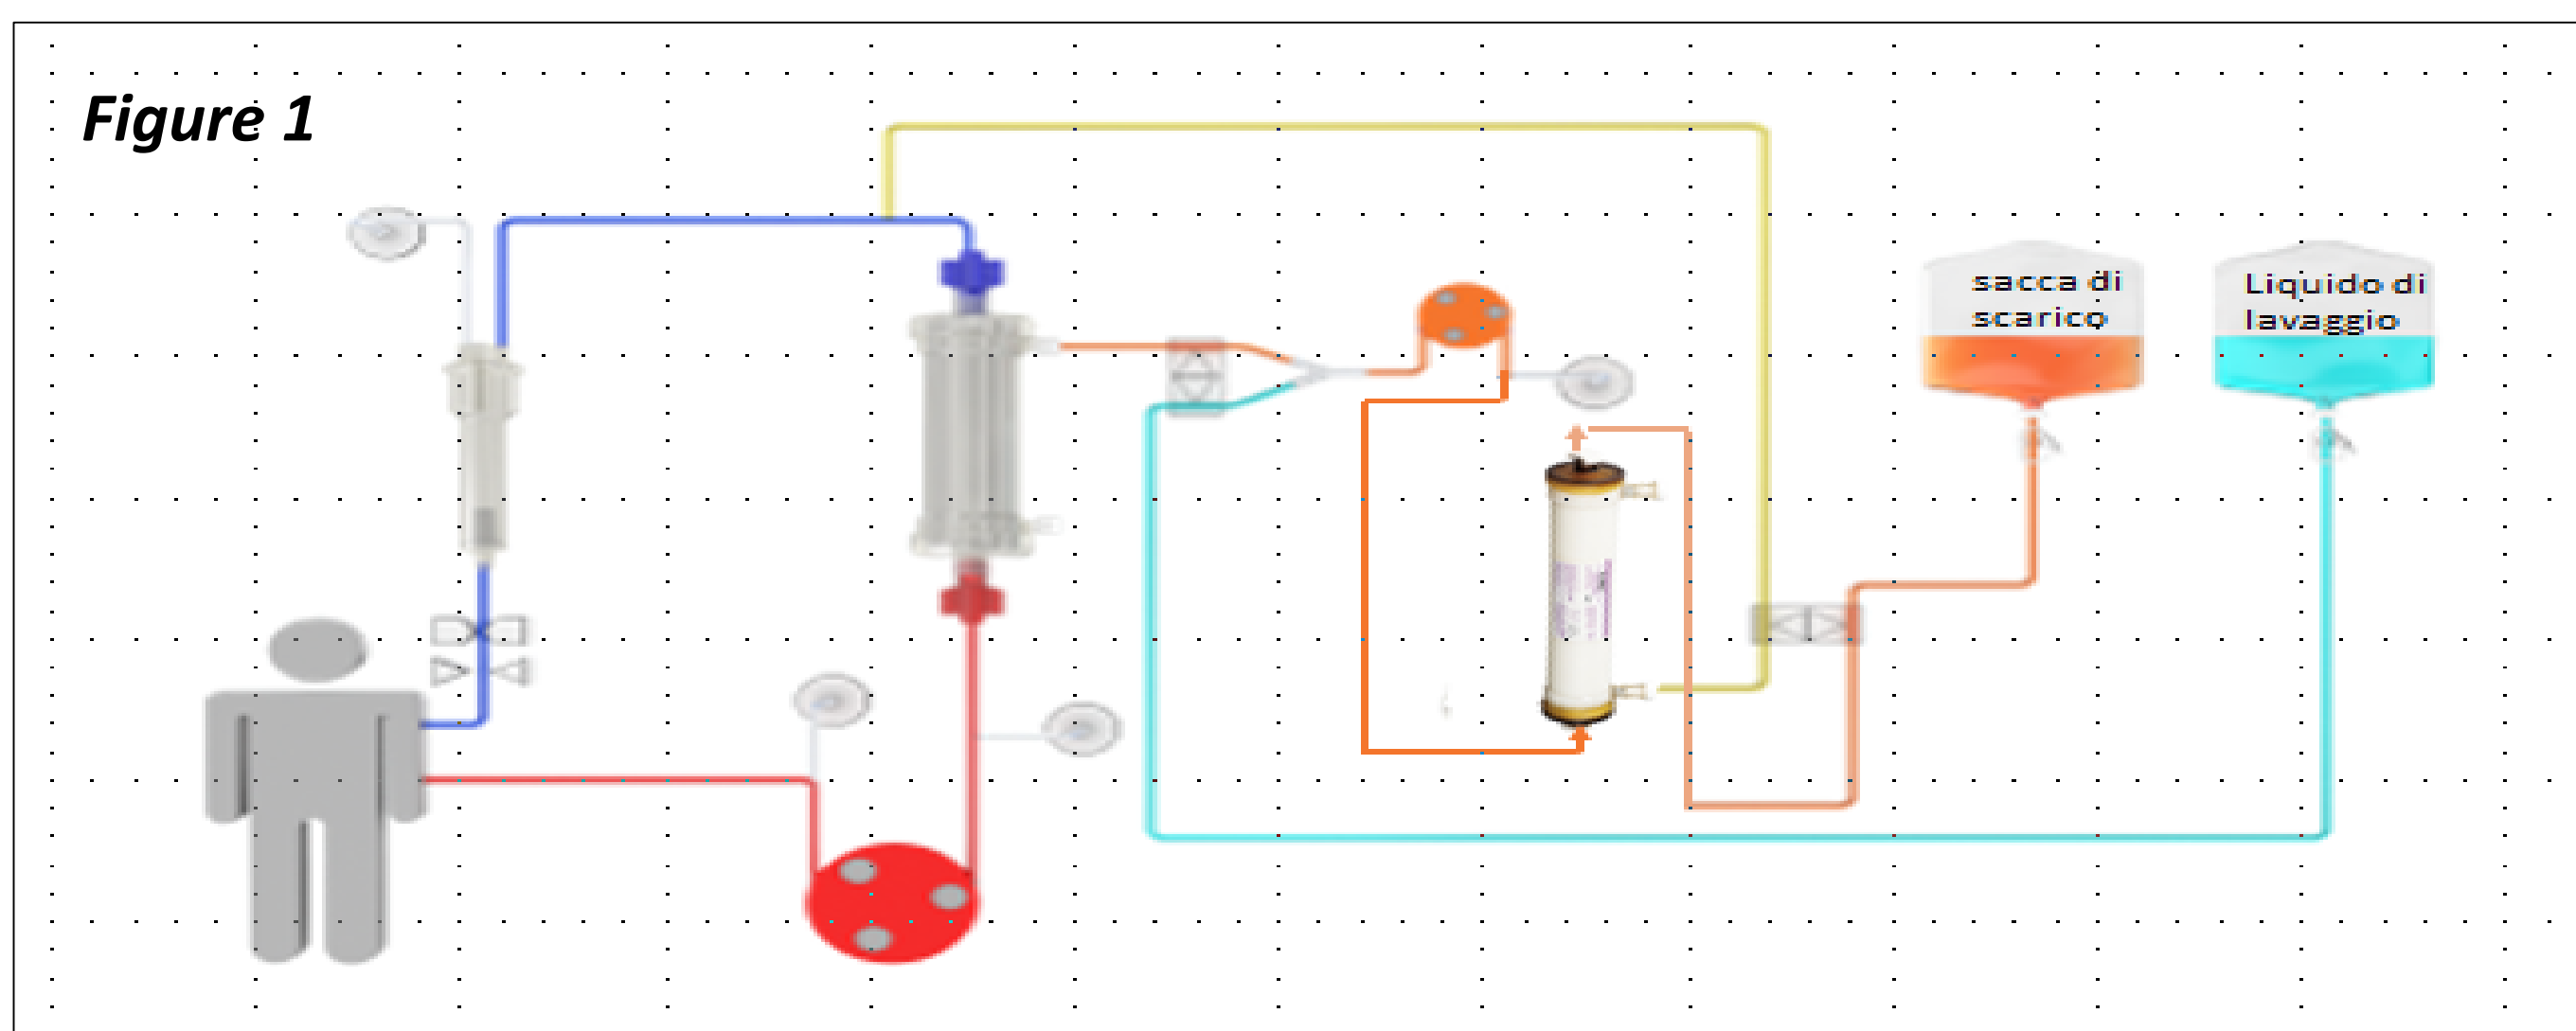 Figure 1
sacca di
scarico
Liquido di
lavaggio